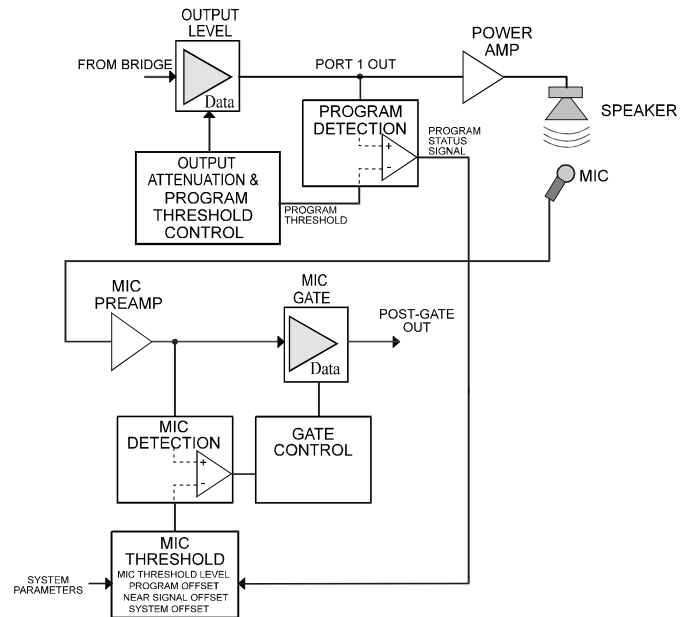 OUTPUT
LEVEL
FROM BRIDGE
Data
PORT 1 OUT
POWER
AMP
SPEAKER
PROGRAM
DETECTION
+
-
PROGRAM
STATUS
SIGNAL
OUTPUT
ATTENUATION &
PROGRAM
THRESHOLD
CONTROL
PROGRAM
THRESHOLD
MIC
MIC
PREAMP
MIC
GATE
Data
POST-GATE
OUT
MIC
DETECTION
+
-
GATE
CONTROL
MIC
THRESHOLD
MIC THRESHOLD LEVEL
PROGRAM OFFSET
NEAR SIGNAL OFFSET
SYSTEM OFFSET
SYSTEM
PARAMETERS